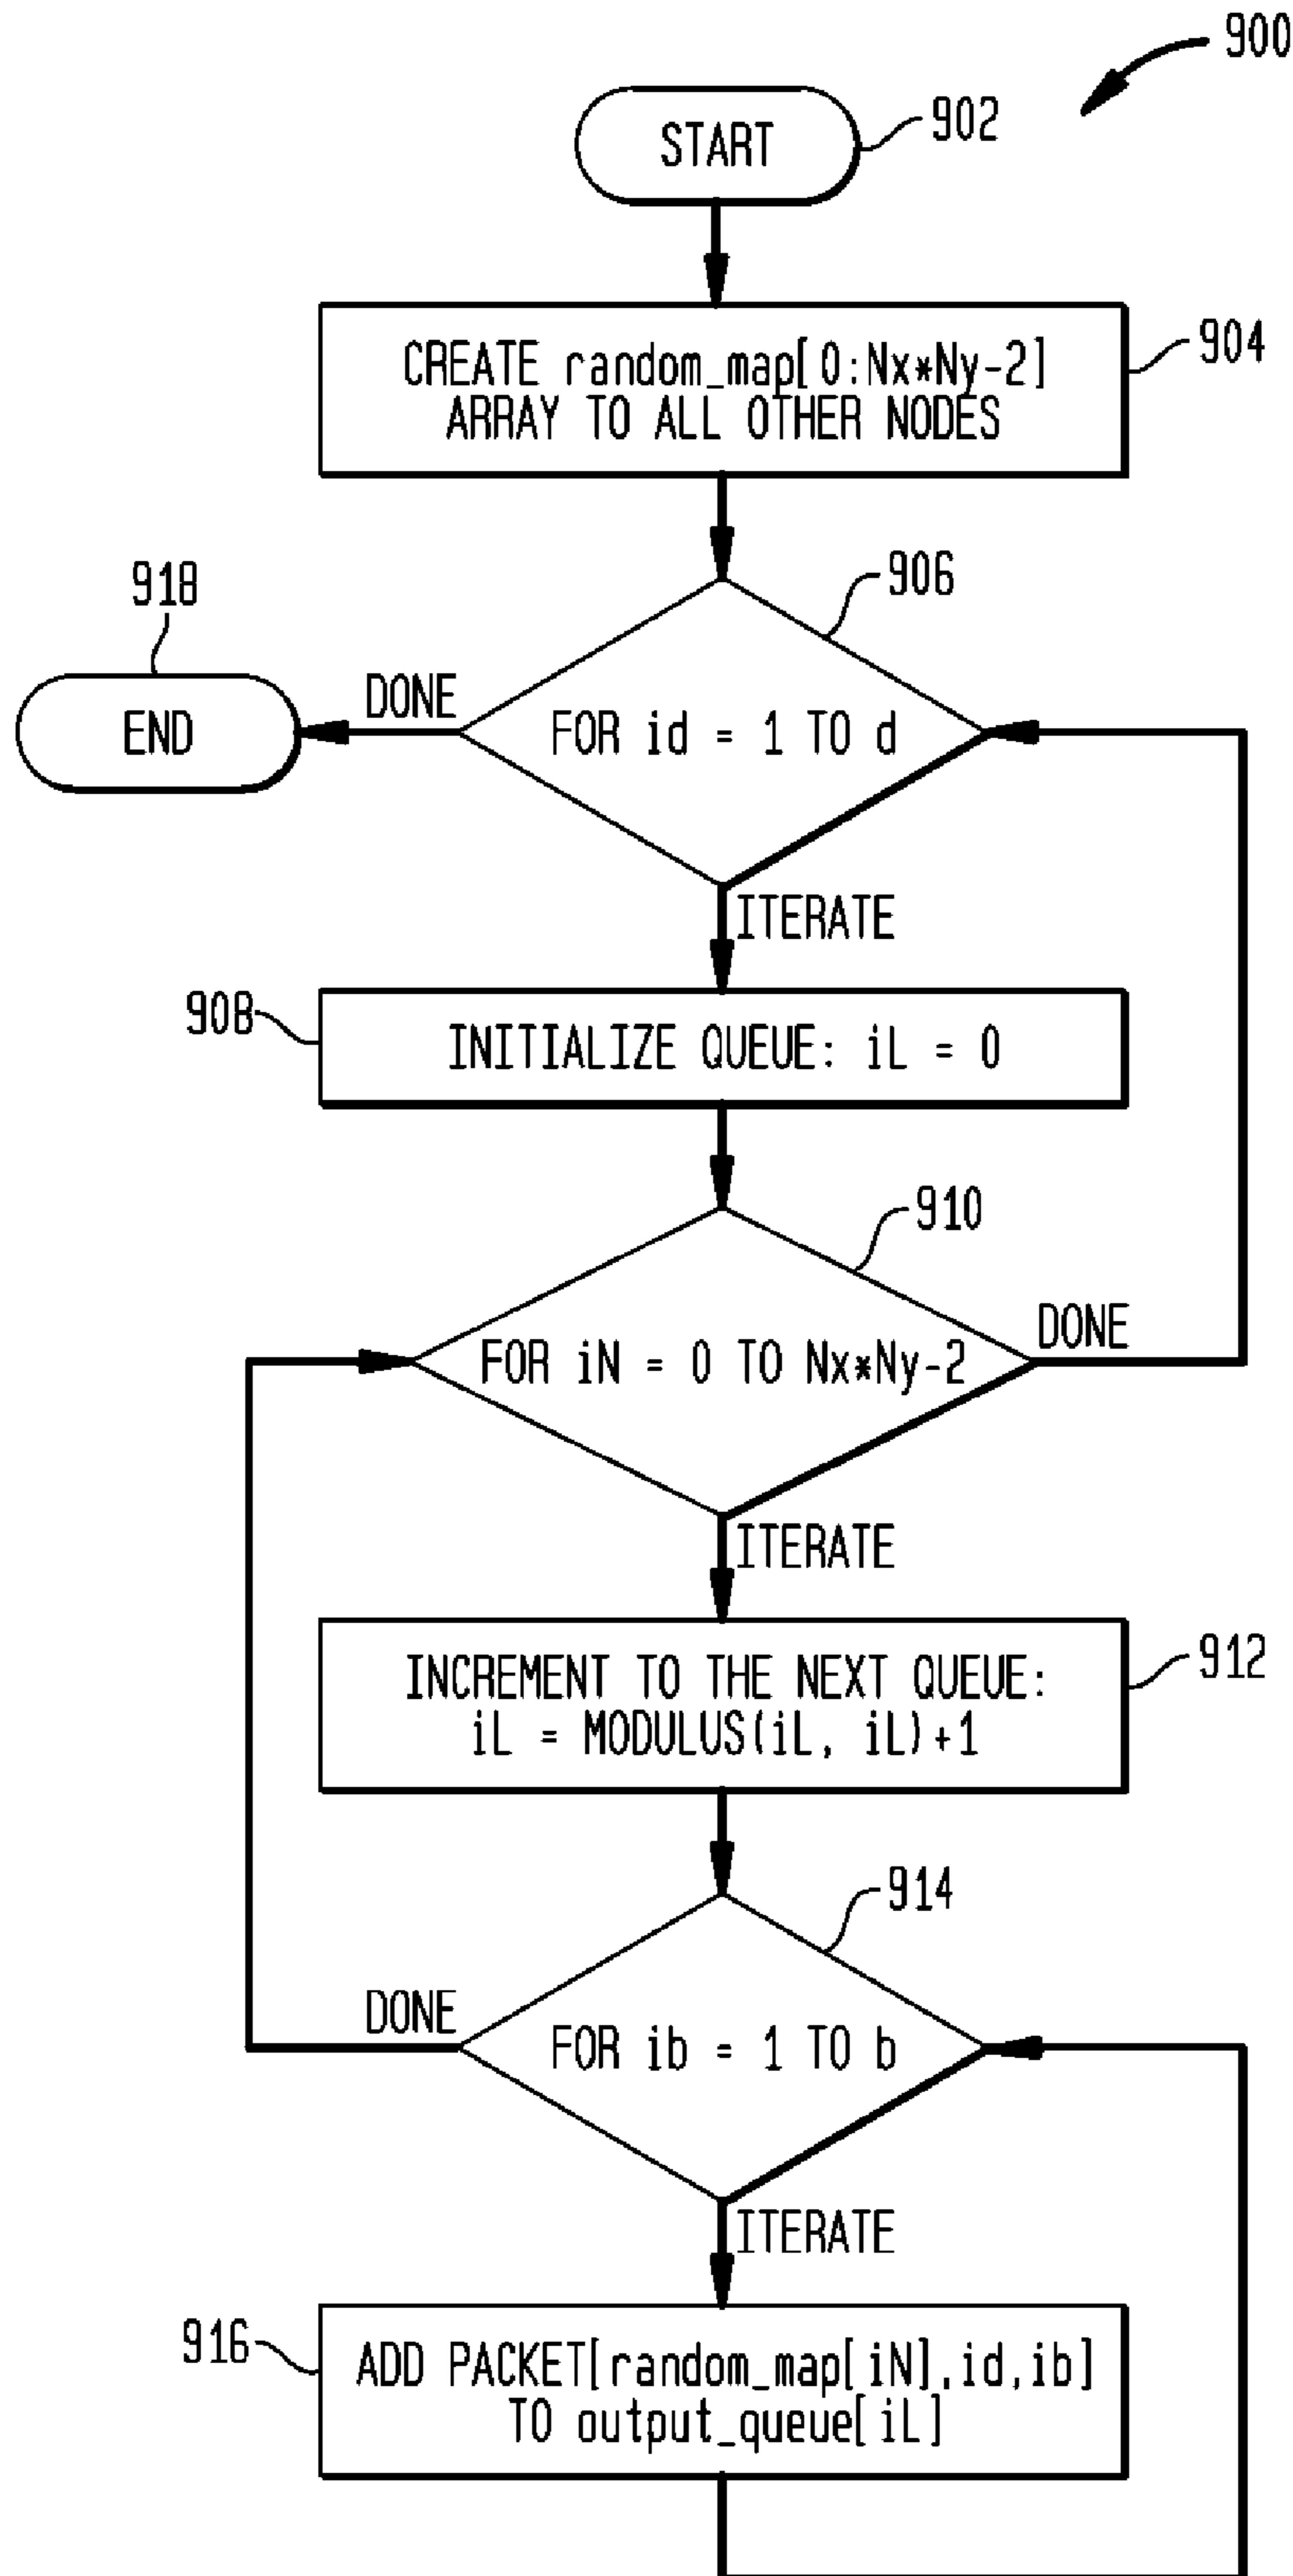 900
START
902
CREATE random_map[0:Nx*Ny-2]
ARRAY TO ALL OTHER NODES
904
906
918
END
DONE
FOR id = 1 TO d
ITERATE
908
INITIALIZE QUEUE: iL = 0
910
FOR iN = 0 TO Nx*Ny-2
DONE
ITERATE
INCREMENT TO THE NEXT QUEUE:
iL = MODULUS(iL, iL)+1
912
914
DONE
FOR ib = 1 TO b
ITERATE
916
ADD PACKET[random_map[iN],id,ib]
TO output_queue[iL]